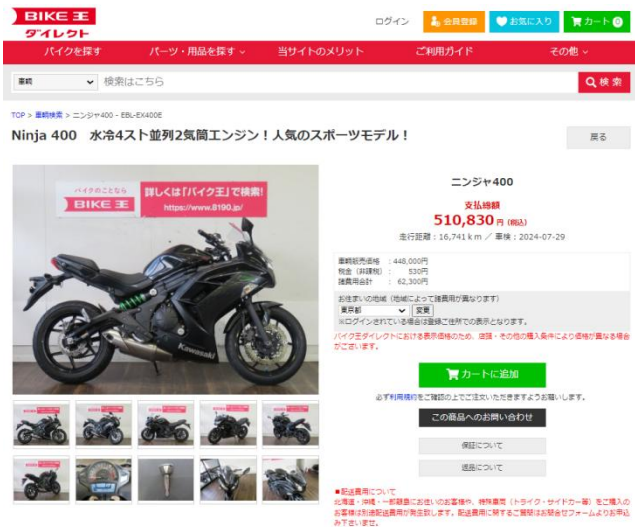 BIKE王
ダイレクト
ログイン
会員登録
お気に入り
カート 0
バイクを探す
パーツ・用品を探す
当サイトのメリット
ご利用ガイド
その他
車輌
検索はこちら
検索
TOP > 車輌検索 > ニンジャ400 - EBL-EX400E
Ninja 400 水冷4スト並列2気筒エンジン！人気のスポーツモデル！
戻る
バイクのことなら
BIKE王
詳しくは「バイク王」で検索!
https://www.8190.jp/
Kawasaki
ニンジャ400
支払総額
510,830 円 (税込)
走行距離：16,741km ／ 車検：2024-07-29
車輌販売価格 ：448,000円
税金（非課税）： 530円
諸費用合計 ： 62,300円
お住まいの地域（地域によって諸費用が異なります）
東京都
変更
※ログインされている場合は登録ご住所での表示となります。
バイク王ダイレクトにおける表示価格のため、店頭・その他の購入条件により価格が異なる場合
がございます。
カートに追加
必ず利用規約をご確認の上でご注文いただきますようお願いします。
この商品へのお問い合わせ
保証について
返品について
■配送費用について
北海道・沖縄・一部離島にお住いのお客様や、特殊車両（トライク・サイドカー等）をご購入の
お客様は別途配送費用が発生致します。配送費用に関するご質問はお問合せフォームよりお申込
み下さいませ。